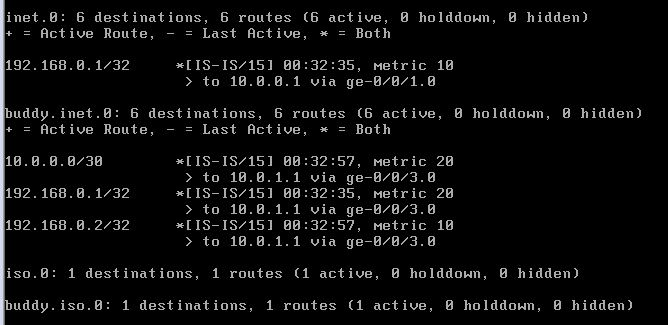 inet.0: 6 destinations, 6 routes (6 active, 0 holddown, 0 hidden)
+ = Active Route, - = Last Active, * = Both
192.168.0.1/32     *[IS-IS/15] 00:32:35, metric 10
                    > to 10.0.0.1 via ge-0/0/1.0
buddy.inet.0: 6 destinations, 6 routes (6 active, 0 holddown, 0 hidden)
+ = Active Route, - = Last Active, * = Both
10.0.0.0/30        *[IS-IS/15] 00:32:57, metric 20
                    > to 10.0.1.1 via ge-0/0/3.0
192.168.0.1/32     *[IS-IS/15] 00:32:35, metric 20
                    > to 10.0.1.1 via ge-0/0/3.0
192.168.0.2/32     *[IS-IS/15] 00:32:57, metric 10
                    > to 10.0.1.1 via ge-0/0/3.0
iso.0: 1 destinations, 1 routes (1 active, 0 holddown, 0 hidden)
buddy.iso.0: 1 destinations, 1 routes (1 active, 0 holddown, 0 hidden)